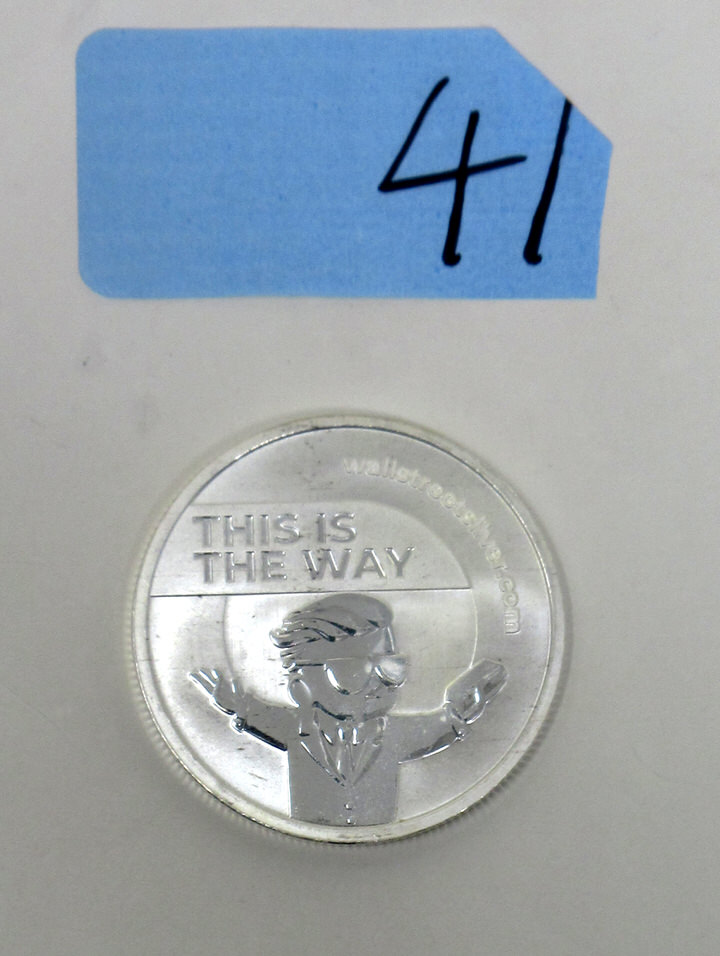 41
wallstreetsilver.com
THIS IS
THE WAY